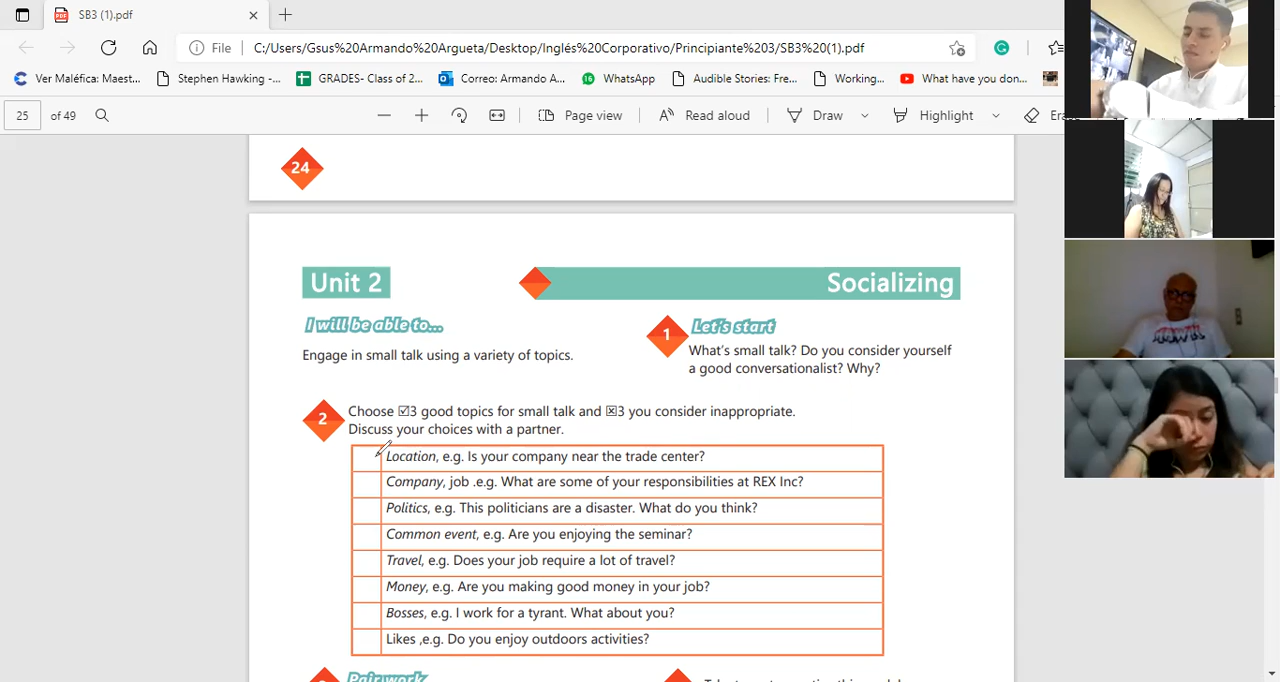 SB3 (1).pdf
File
C:/Users/Gsus%20Armando%20Argueta/Desktop/Inglés%20Corporativo/Principiante%203/SB3%20(1).pdf
Ver Maléfica: Maest...
Stephen Hawking -...
GRADES- Class of 2...
Correo: Armando A...
16
WhatsApp
Audible Stories: Fre...
Working...
What have you don...
25
of 49
Page view
Read aloud
Draw
Highlight
24
Unit 2
Socializing
I will be able to...
Engage in small talk using a variety of topics.
1
Let's start
What's small talk? Do you consider yourself
a good conversationalist? Why?
2
Choose ☑3 good topics for small talk and ☒3 you consider inappropriate.
Discuss your choices with a partner.
Location, e.g. Is your company near the trade center?
Company, job .e.g. What are some of your responsibilities at REX Inc?
Politics, e.g. This politicians are a disaster. What do you think?
Common event, e.g. Are you enjoying the seminar?
Travel, e.g. Does your job require a lot of travel?
Money, e.g. Are you making good money in your job?
Bosses, e.g. I work for a tyrant. What about you?
Likes ,e.g. Do you enjoy outdoors activities?
Pair work